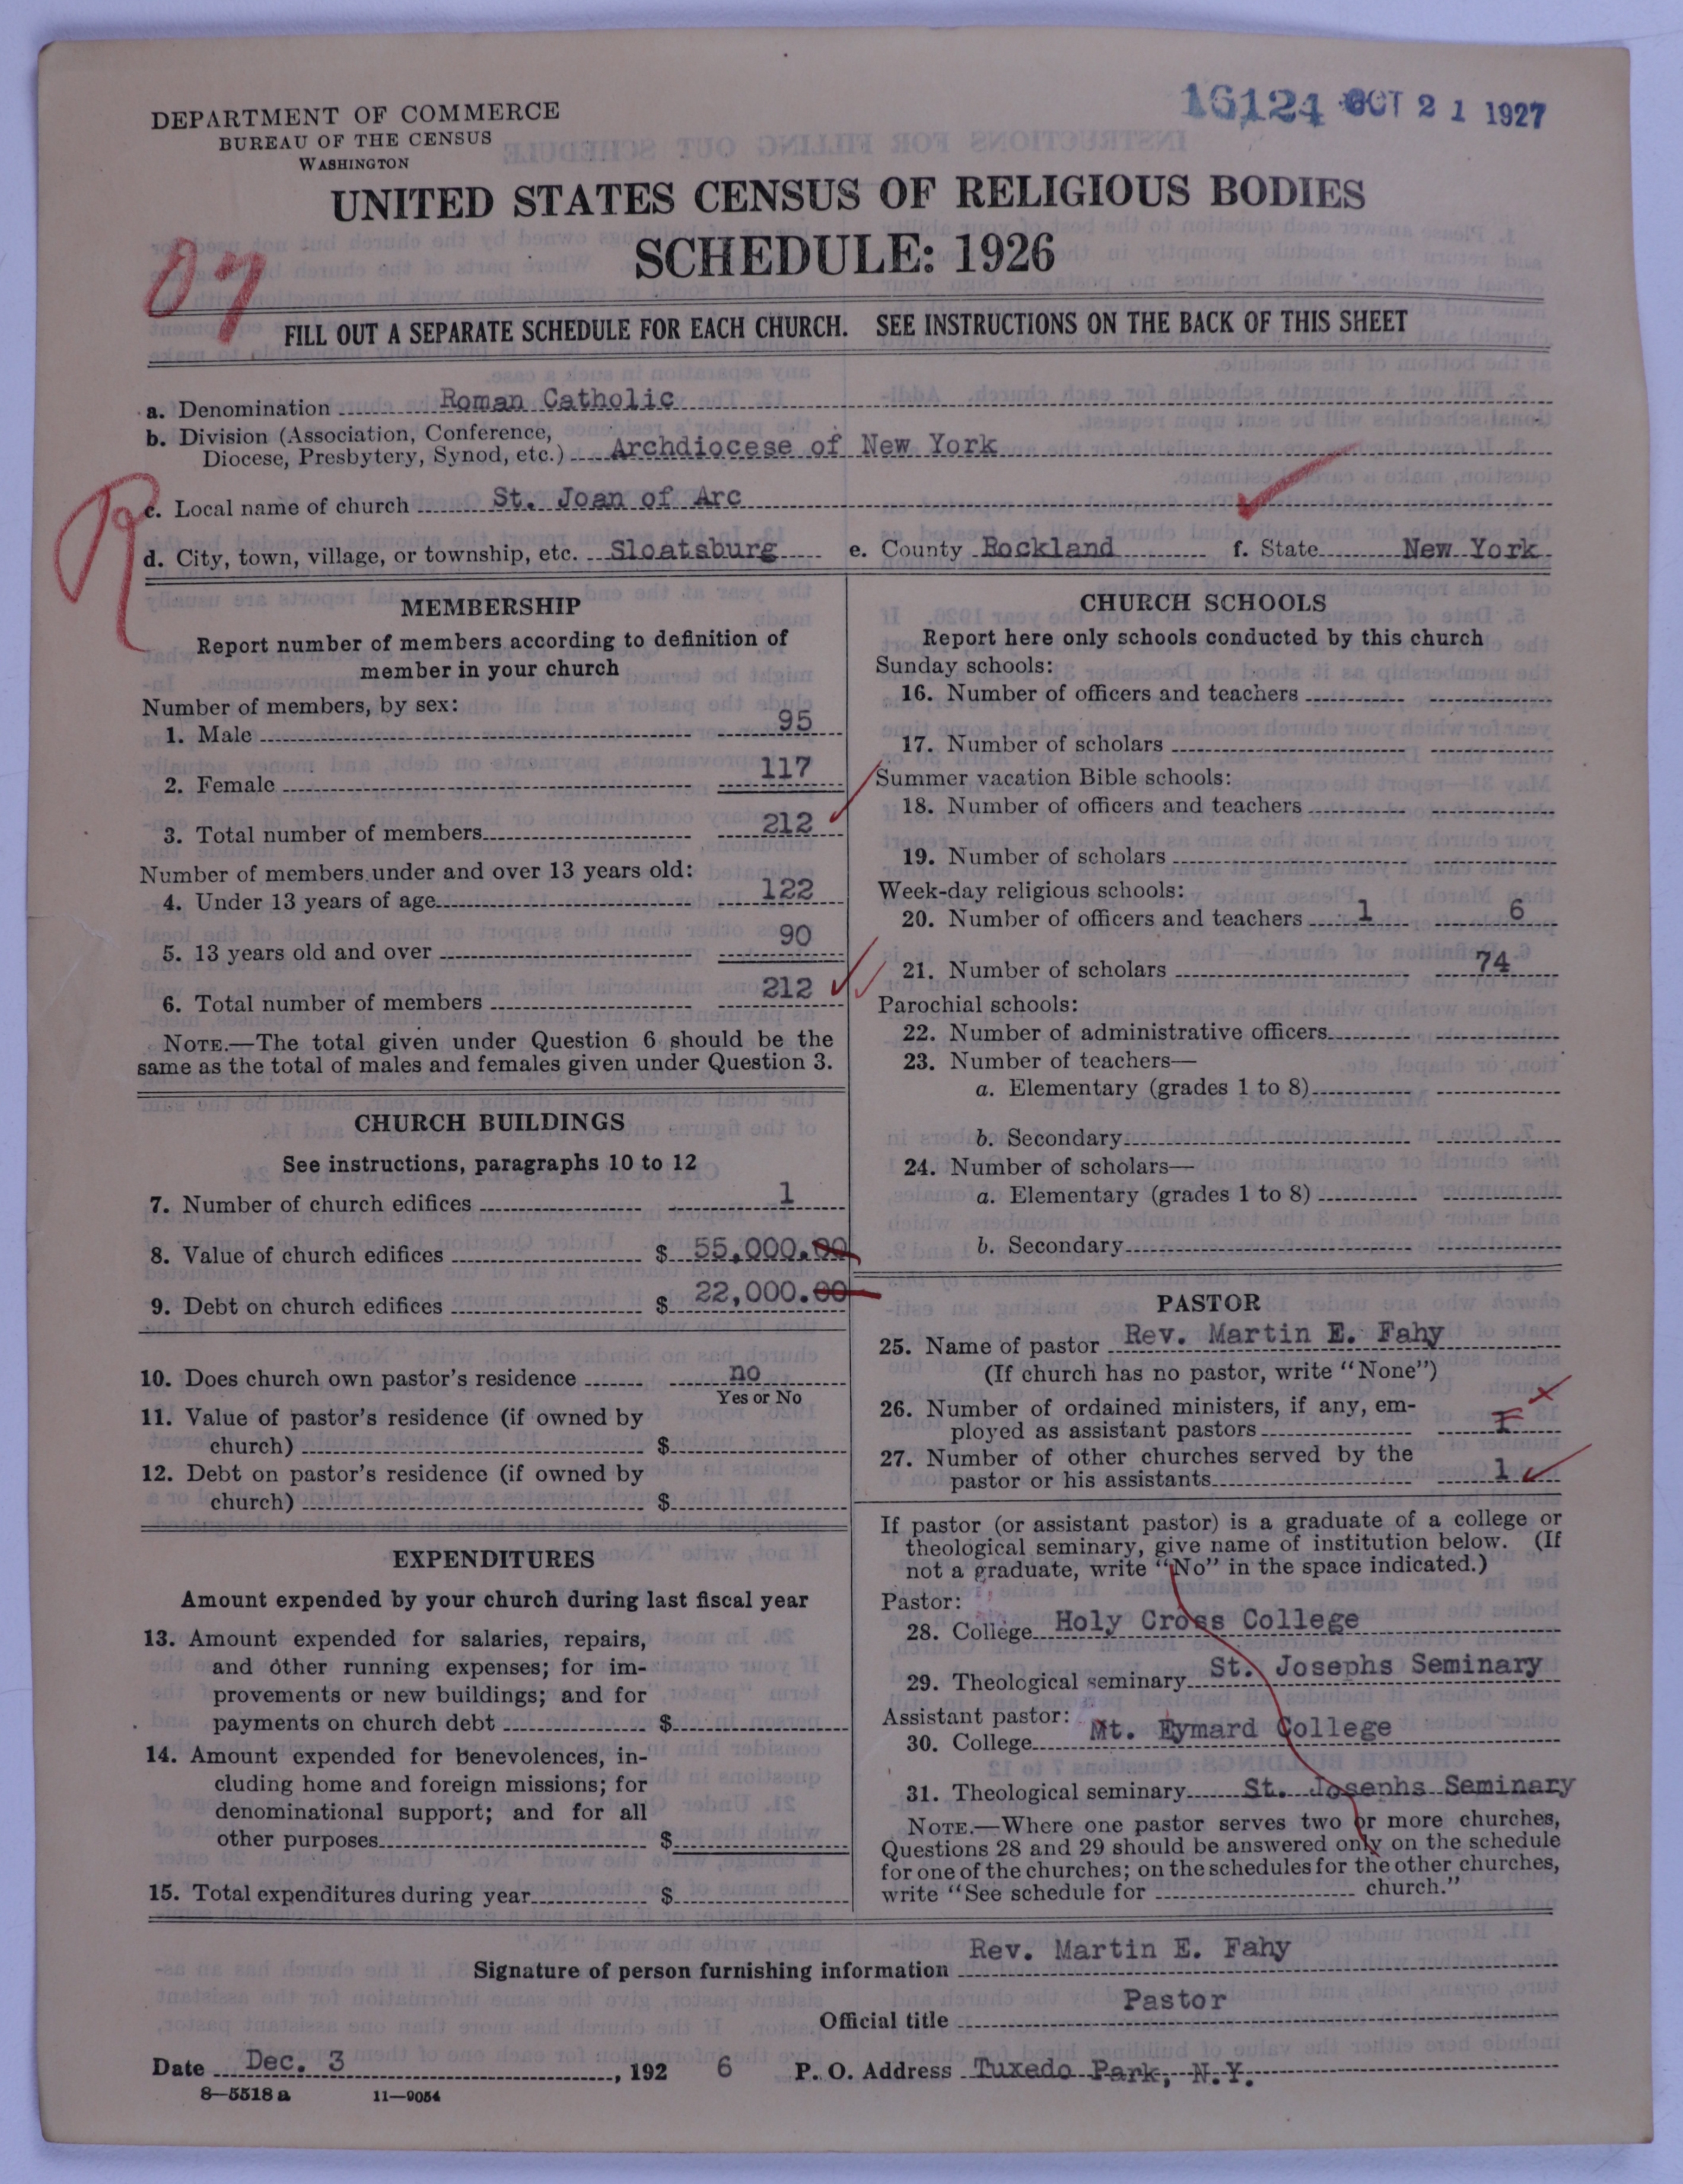 16124 OCT 21 1927
DEPARTMENT OF COMMERCE
BUREAU OF THE CENSUS
WASHINGTON
UNITED STATES CENSUS OF RELIGIOUS BODIES
SCHEDULE: 1926
07
FILL OUT A SEPARATE SCHEDULE FOR EACH CHURCH. SEE INSTRUCTIONS ON THE BACK OF THIS SHEET
a. Denomination Roman Catholic
b. Division (Association, Conference,
Diocese, Presbytery, Synod, etc.) Archdiocese of New York
R
c. Local name of church St. Joan of Arc
d. City, town, village, or township, etc. Sloatsburg e. County Rockland f. State New York
MEMBERSHIP
Report number of members according to definition of
member in your church
Number of members, by sex:
1. Male 95
2. Female 117
3. Total number of members 212
Number of members under and over 13 years old:
4. Under 13 years of age 122
5. 13 years old and over 90
6. Total number of members 212
NOTE.—The total given under Question 6 should be the
same as the total of males and females given under Question 3.
CHURCH BUILDINGS
See instructions, paragraphs 10 to 12
7. Number of church edifices 1
8. Value of church edifices $ 55,000.00
9. Debt on church edifices $ 22,000.00
10. Does church own pastor's residence no
Yes or No
11. Value of pastor's residence (if owned by
church) $
12. Debt on pastor's residence (if owned by
church) $
EXPENDITURES
Amount expended by your church during last fiscal year
13. Amount expended for salaries, repairs,
and other running expenses; for im-
provements or new buildings; and for
payments on church debt $
14. Amount expended for benevolences, in-
cluding home and foreign missions; for
denominational support; and for all
other purposes $
15. Total expenditures during year $
CHURCH SCHOOLS
Report here only schools conducted by this church
Sunday schools:
16. Number of officers and teachers
17. Number of scholars
Summer vacation Bible schools:
18. Number of officers and teachers
19. Number of scholars
Week-day religious schools:
20. Number of officers and teachers 1 6
21. Number of scholars 74
Parochial schools:
22. Number of administrative officers
23. Number of teachers—
a. Elementary (grades 1 to 8)
b. Secondary
24. Number of scholars—
a. Elementary (grades 1 to 8)
b. Secondary
PASTOR
25. Name of pastor Rev. Martin E. Fahy
(If church has no pastor, write "None")
26. Number of ordained ministers, if any, em-
ployed as assistant pastors
27. Number of other churches served by the
pastor or his assistants 1
If pastor (or assistant pastor) is a graduate of a college or
theological seminary, give name of institution below. (If
not a graduate, write "No" in the space indicated.)
Pastor:
28. College Holy Cross College
29. Theological seminary St. Josephs Seminary
Assistant pastor:
30. College Mt. Eymard College
31. Theological seminary St. Josephs Seminary
NOTE.—Where one pastor serves two or more churches,
Questions 28 and 29 should be answered only on the schedule
for one of the churches; on the schedules for the other churches,
write "See schedule for church."
Signature of person furnishing information Rev. Martin E. Fahy
Official title Pastor
Date Dec. 3, 192 6 P. O. Address Tuxedo Park, N.Y.
8—5518 a 11—9054